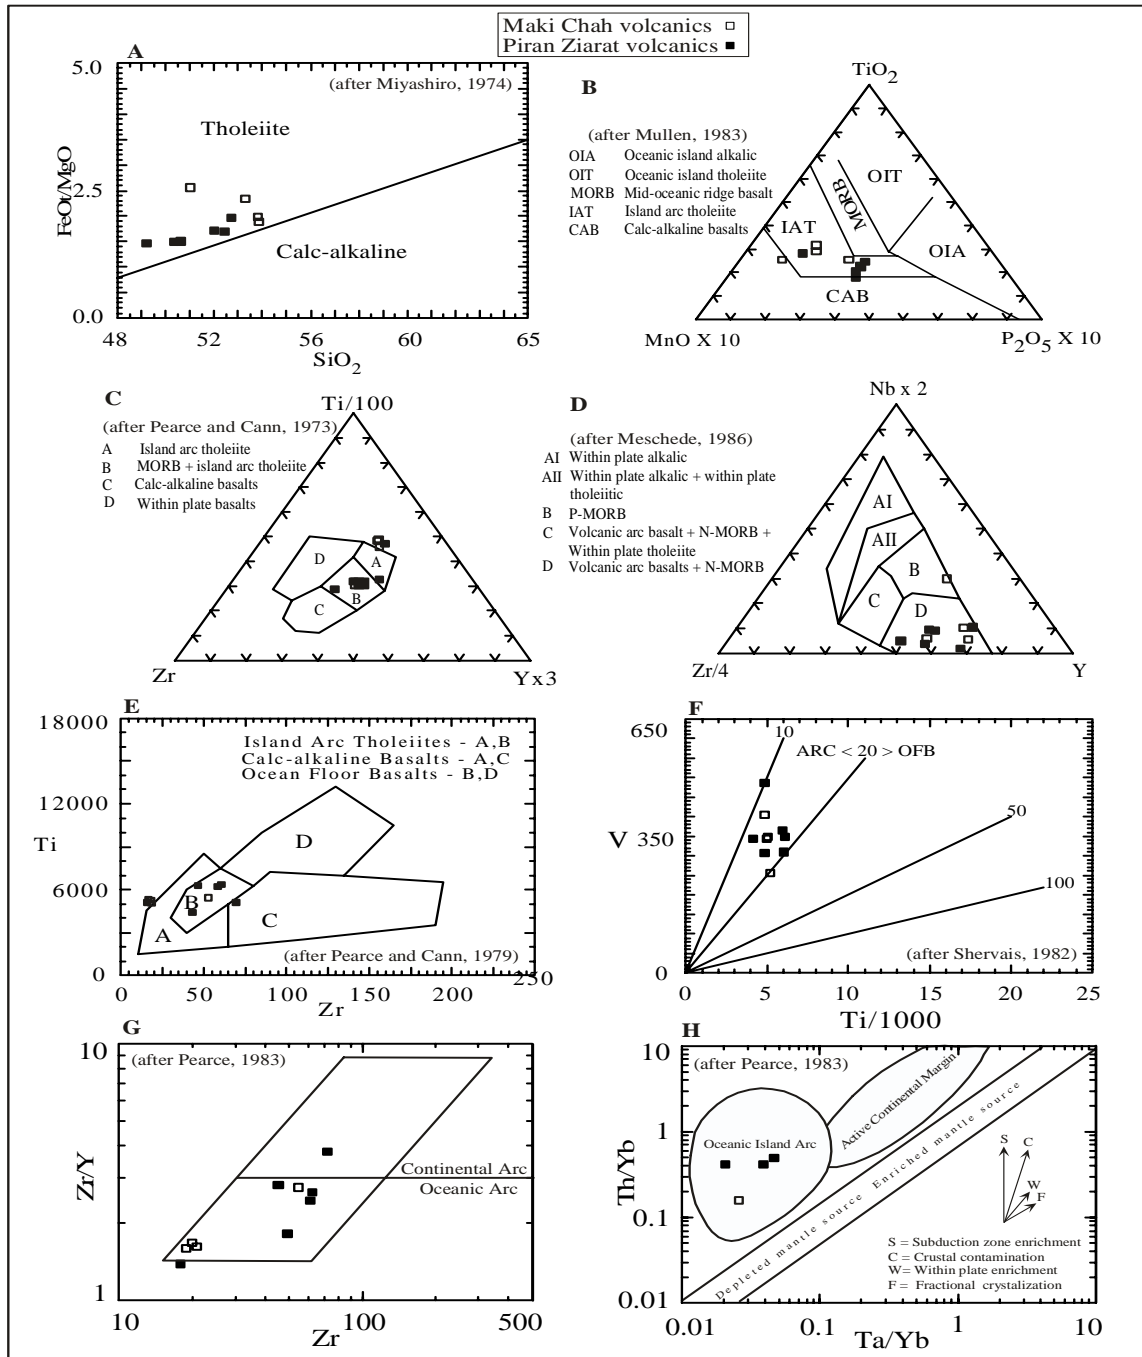 Maki Chah volcanics
Piran Ziarat volcanics
A
(after Miyashiro, 1974)
5.0
2.5
0.0
FeOt/MgO
Tholeiite
Calc-alkaline
48 52 56 60 65
SiO2
B
(after Mullen, 1983)
OIA Oceanic island alkalic
OIT Oceanic island tholeiite
MORB Mid-oceanic ridge basalt
IAT Island arc tholeiite
CAB Calc-alkaline basalts
TiO2
OIT
MORB
IAT
OIA
CAB
MnO X 10
P2O5 X 10
C
(after Pearce and Cann, 1973)
A Island arc tholeiite
B MORB + island arc tholeiite
C Calc-alkaline basalts
D Within plate basalts
Ti/100
D
A
B
C
Zr
Yx3
D
(after Meschede, 1986)
AI Within plate alkalic
AII Within plate alkalic + within plate
tholeiitic
B P-MORB
C Volcanic arc basalt + N-MORB +
Within plate tholeiite
D Volcanic arc basalts + N-MORB
Nb x 2
AI
AII
B
C
D
Zr/4
Y
E
18000
12000
Ti
6000
0
Island Arc Tholeiites - A,B
Calc-alkaline Basalts - A,C
Ocean Floor Basalts - B,D
D
B
C
A
(after Pearce and Cann, 1979)
0 50 100 150 200 250
Zr
F
650
V 350
0
10
ARC < 20 > OFB
50
100
(after Shervais, 1982)
0 5 10 15 20 25
Ti/1000
G
(after Pearce, 1983)
10
Zr/Y
1
Continental Arc
Oceanic Arc
10 100 500
Zr
H
(after Pearce, 1983)
10
1
0.1
0.01
Th/Yb
Active Continental Margin
Oceanic Island Arc
Depleted mantle source Enriched mantle source
S
C
W
F
S = Subduction zone enrichment
C = Crustal contamination
W= Within plate enrichment
F = Fractional crystalization
0.01 0.1 1 10
Ta/Yb